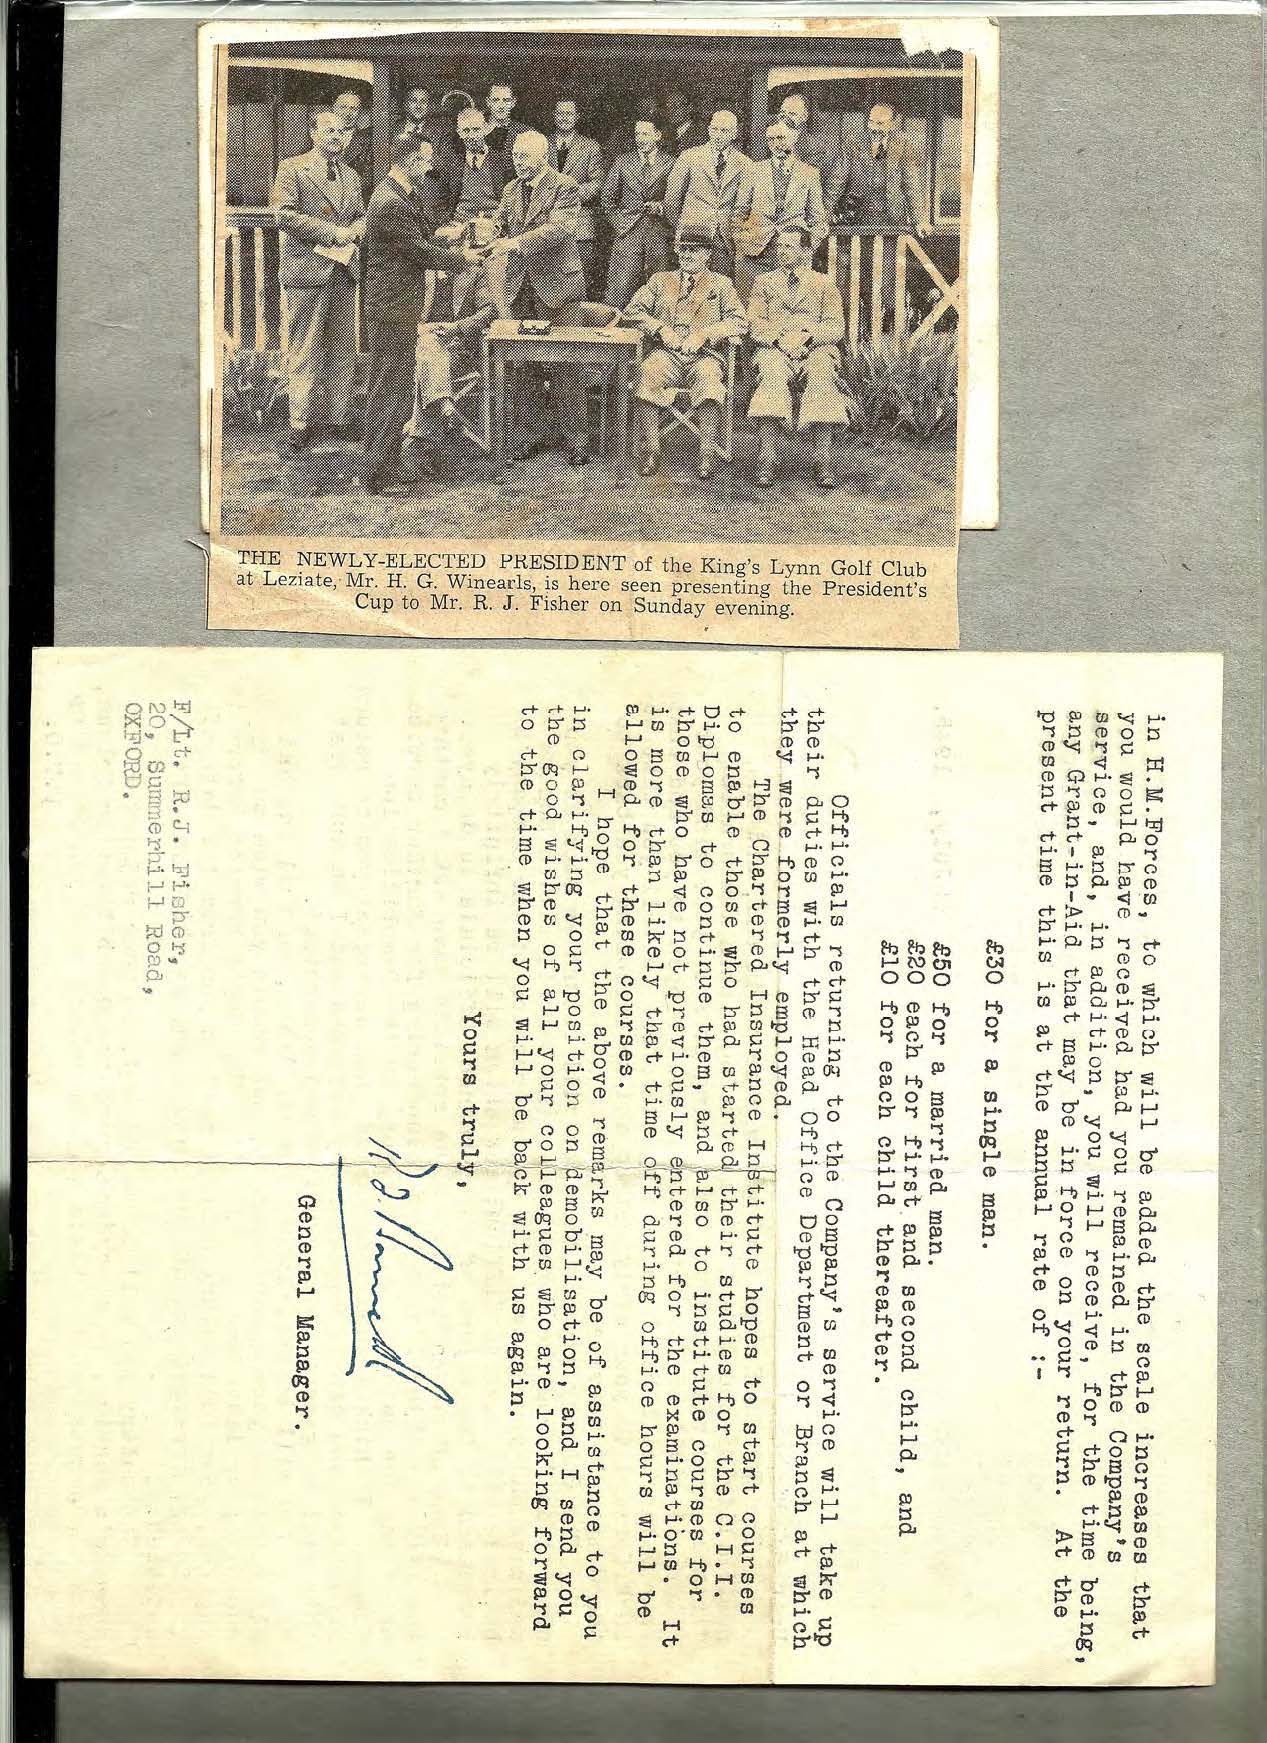 THE NEWLY-ELECTED PRESIDENT of the King's Lynn Golf Club
at Leziate, Mr. H. G. Winearls, is here seen presenting the President's
Cup to Mr. R. J. Fisher on Sunday evening.
in H.M.Forces, to which will be added the scale increases that
you would have received had you remained in the Company's
service, and, in addition, you will receive, for the time being,
any Grant-in-Aid that may be in force on your return. At the
present time this is at the annual rate of :-
£30 for a single man.
£50 for a married man.
£20 each for first and second child, and
£10 for each child thereafter.
Officials returning to the Company's service will take up
their duties with the Head Office Department or Branch at which
they were formerly employed.
The Chartered Insurance Institute hopes to start courses
to enable those who had started their studies for the C.I.I.
Diplomas to continue them, and also to institute courses for
those who have not previously entered for the examinations. It
is more than likely that time off during office hours will be
allowed for these courses.
I hope that the above remarks may be of assistance to you
in clarifying your position on demobilisation, and I send you
the good wishes of all your colleagues who are looking forward
to the time when you will be back with us again.
Yours truly,
General Manager.
F/Lt. R.J. Fisher,
20, Summerhill Road,
OXFORD.